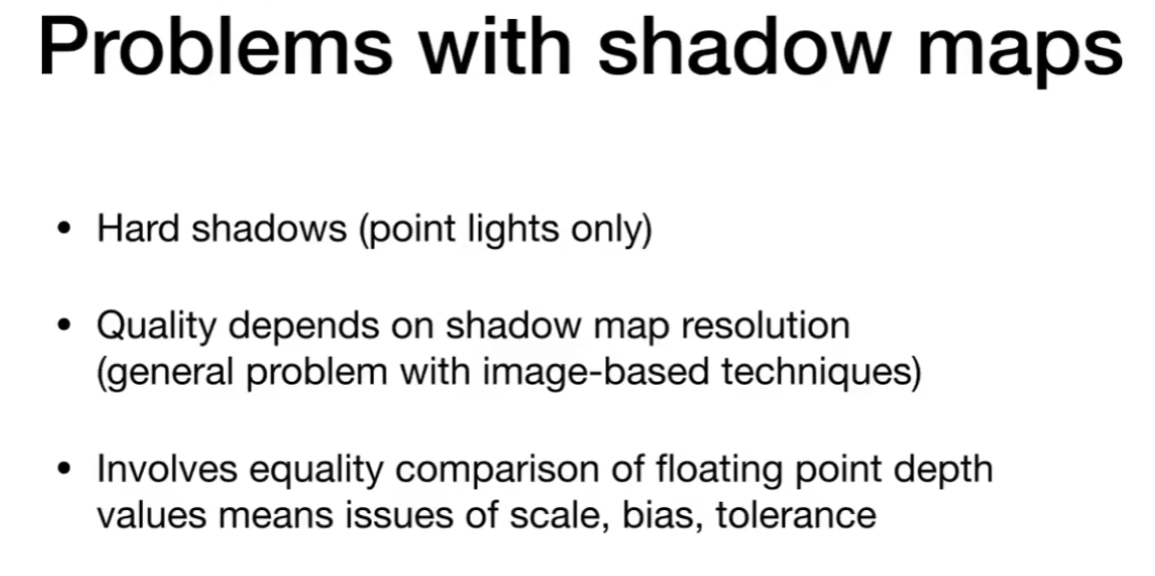 Problems with shadow maps
• Hard shadows (point lights only)
• Quality depends on shadow map resolution
(general problem with image-based techniques)
• Involves equality comparison of floating point depth
values means issues of scale, bias, tolerance